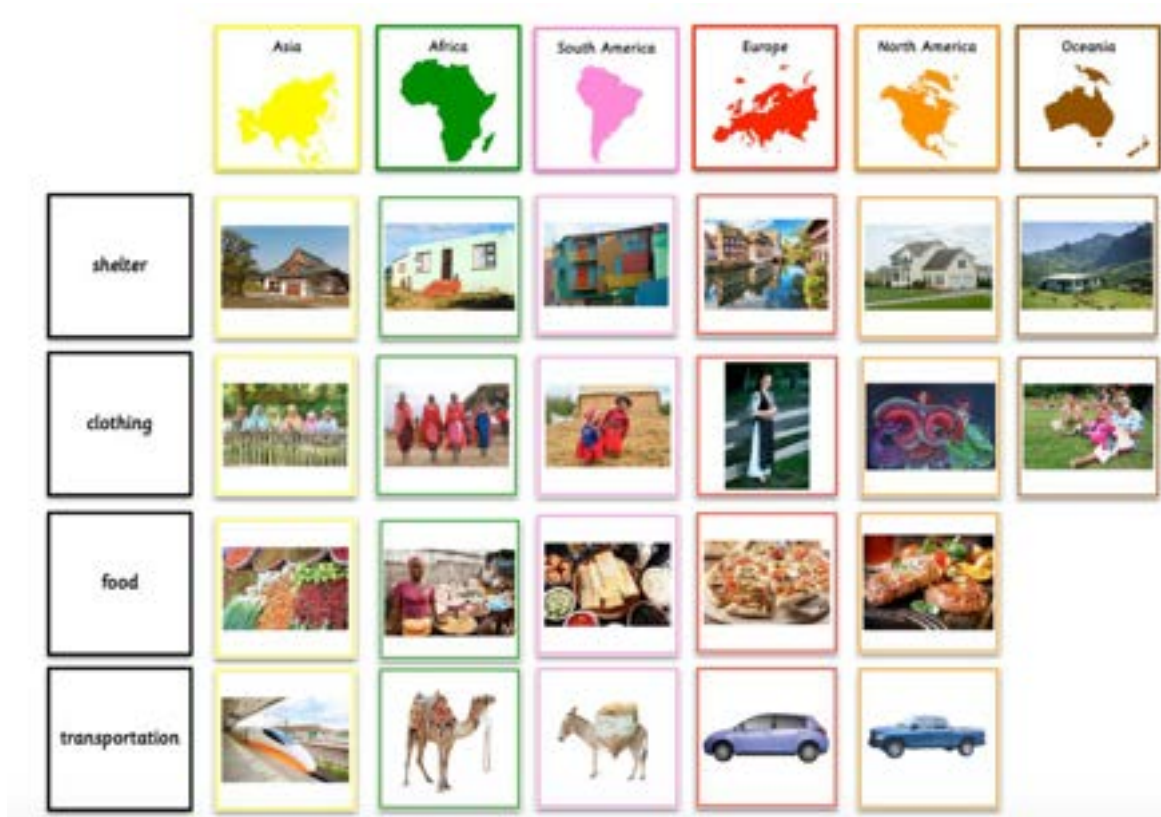 Asia
Africa
South America
Europe
North America
Oceania
shelter
clothing
food
transportation